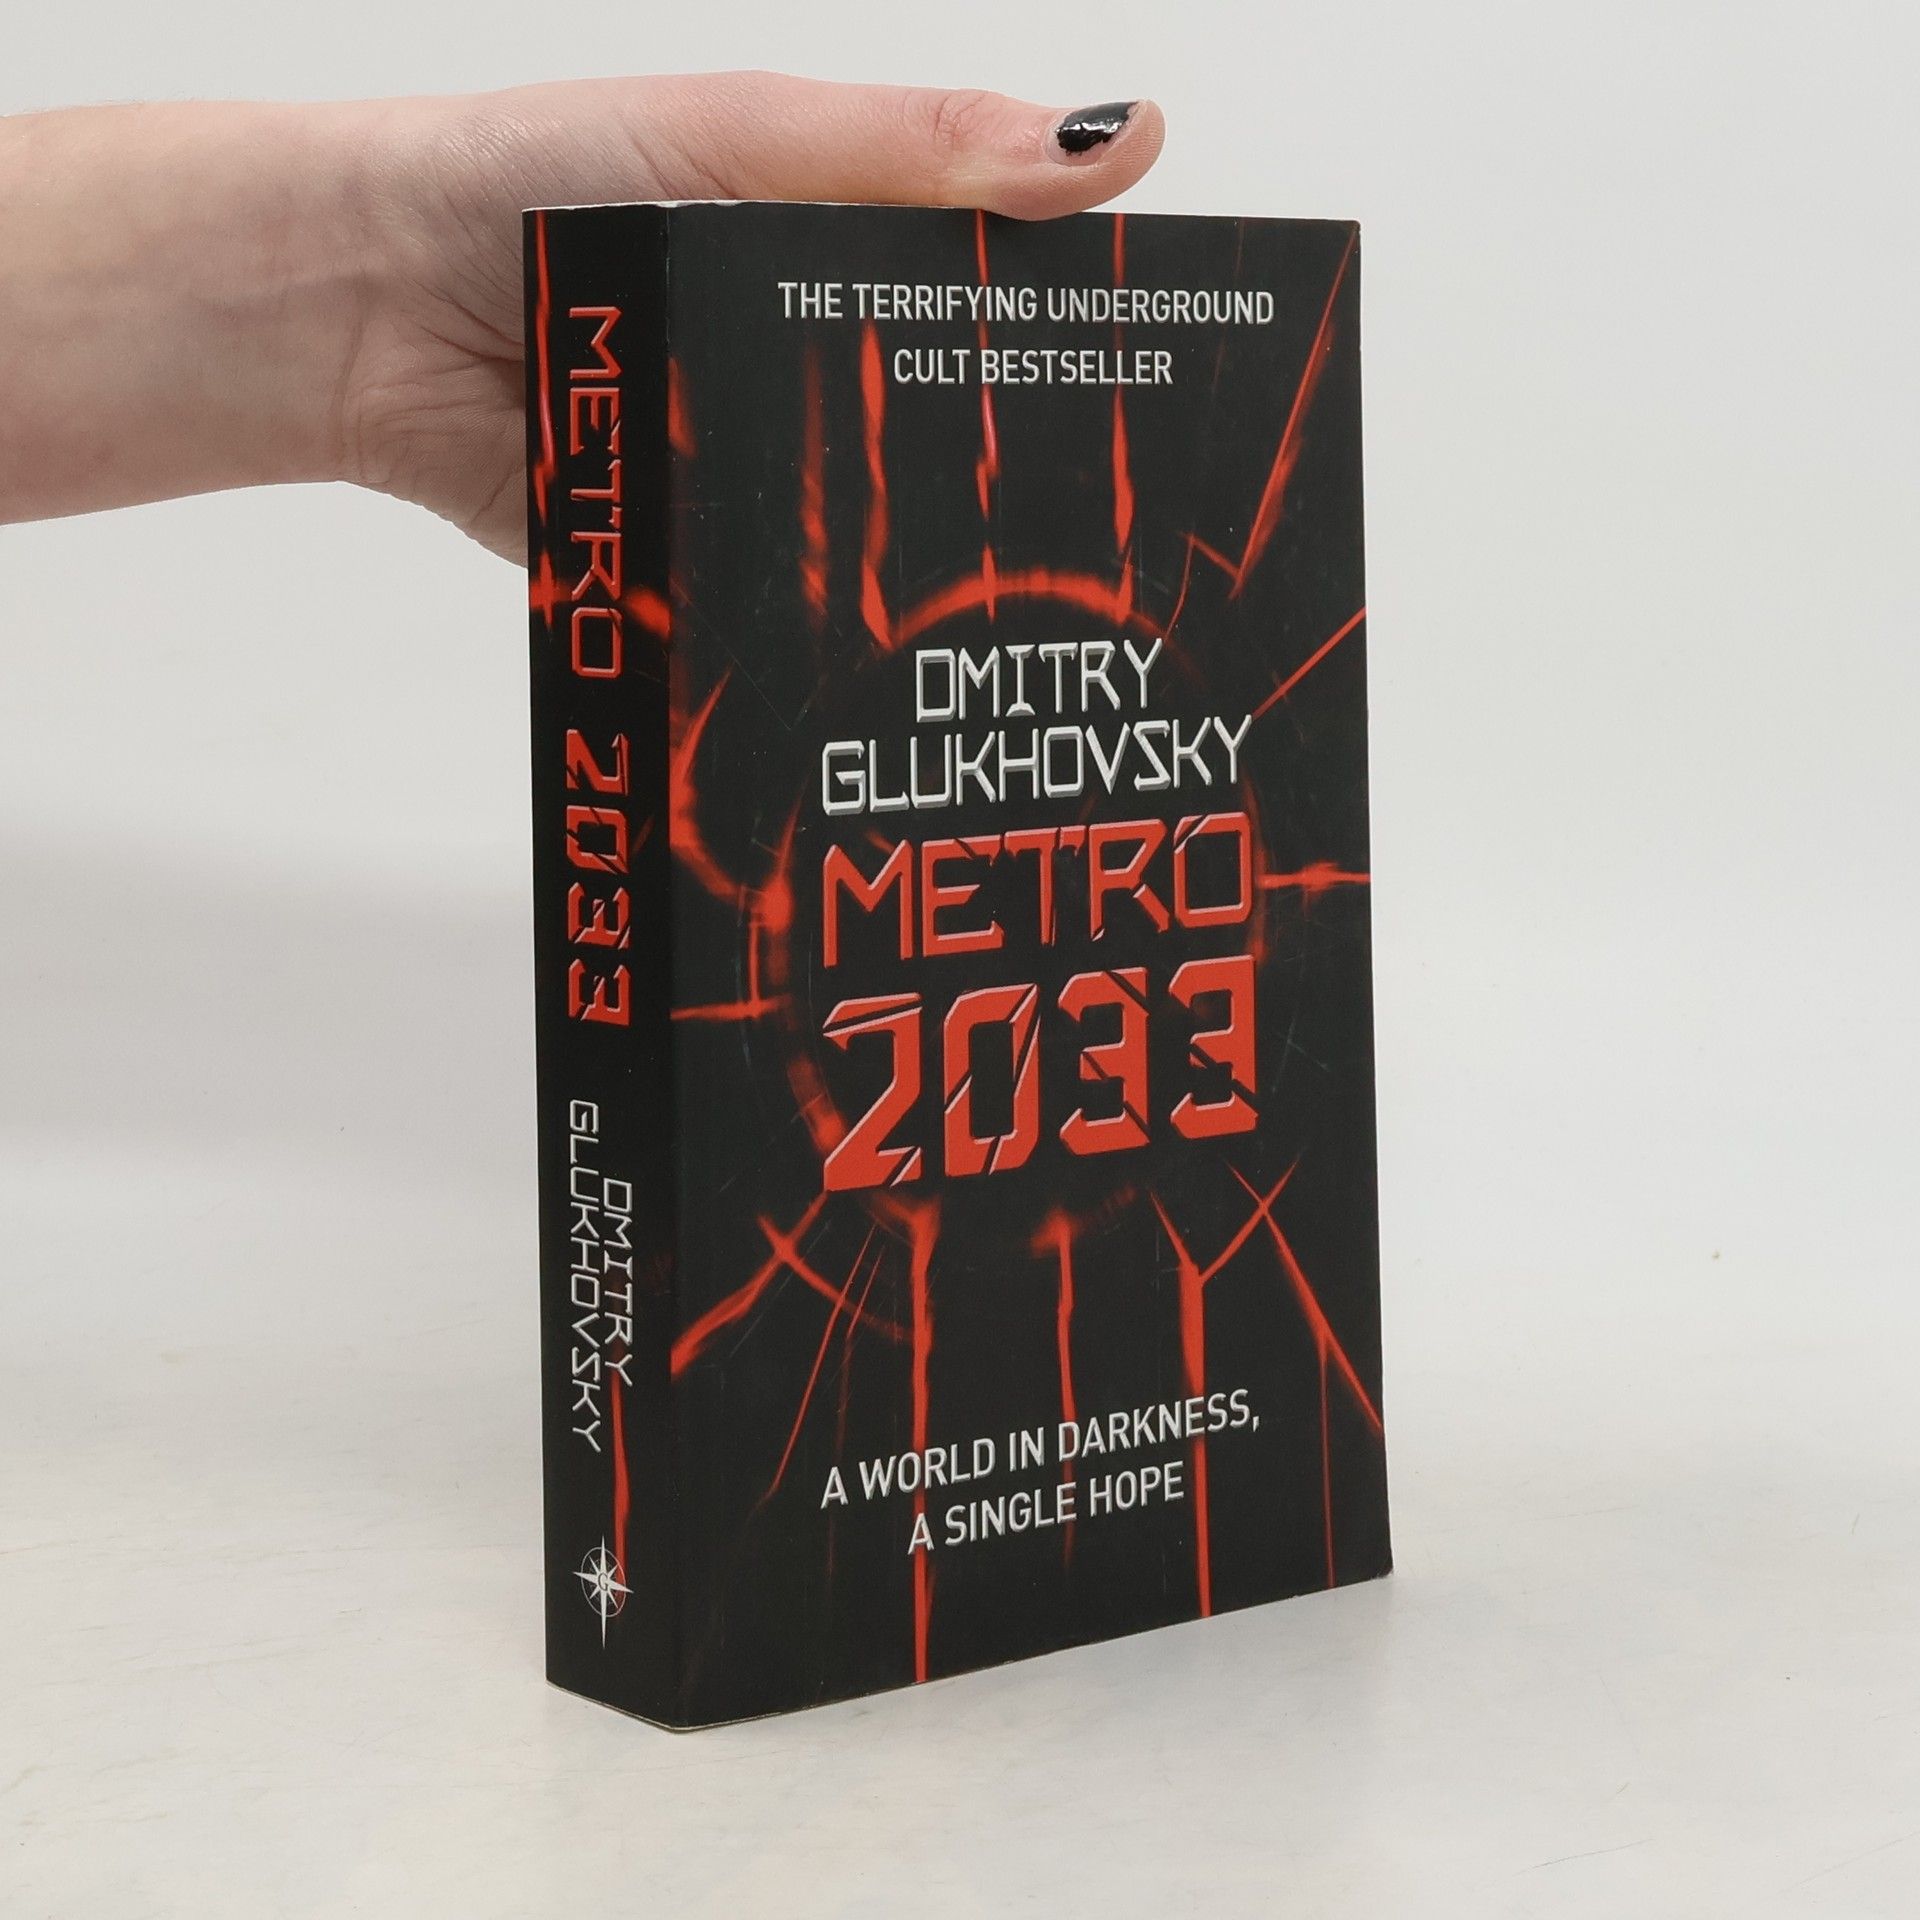 METRO 2033
DMITRY
GLUKHOVSKY
G
THE TERRIFYING UNDERGROUND
CULT BESTSELLER
DMITRY
GLUKHOVSKY
METRO
2033
A WORLD IN DARKNESS,
A SINGLE HOPE